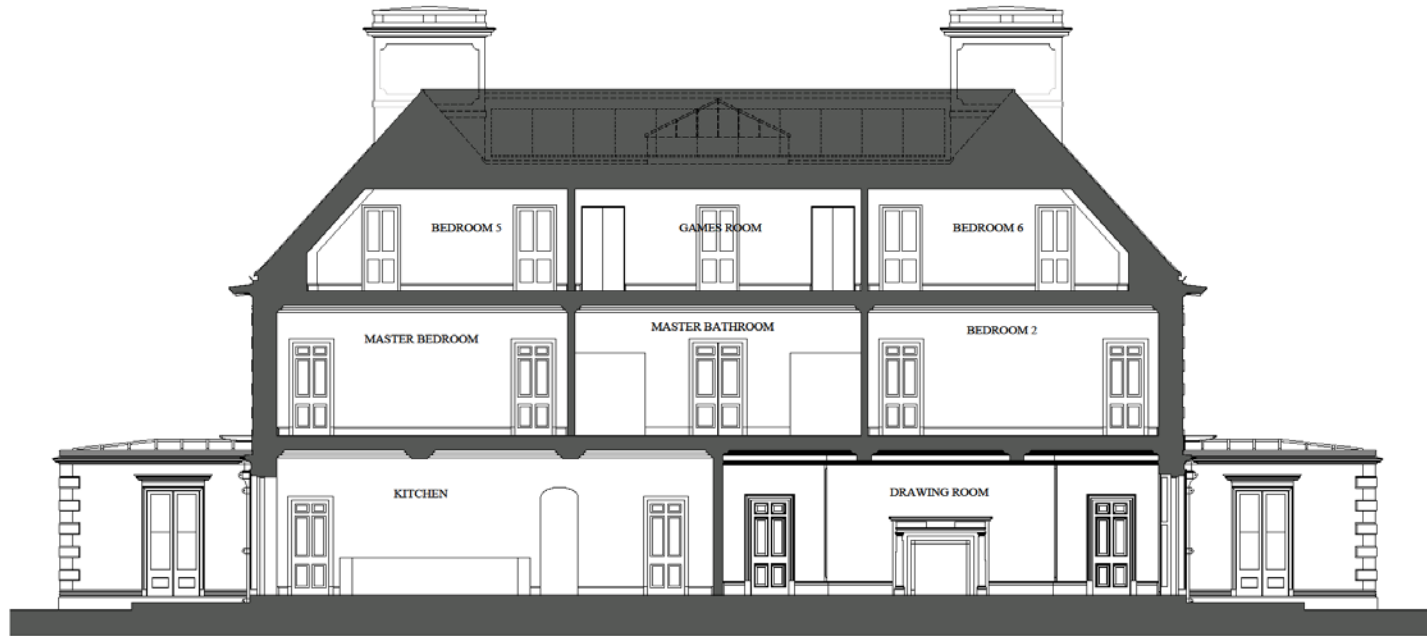 BEDROOM 5
GAMES ROOM
BEDROOM 6
MASTER BEDROOM
MASTER BATHROOM
BEDROOM 2
KITCHEN
DRAWING ROOM